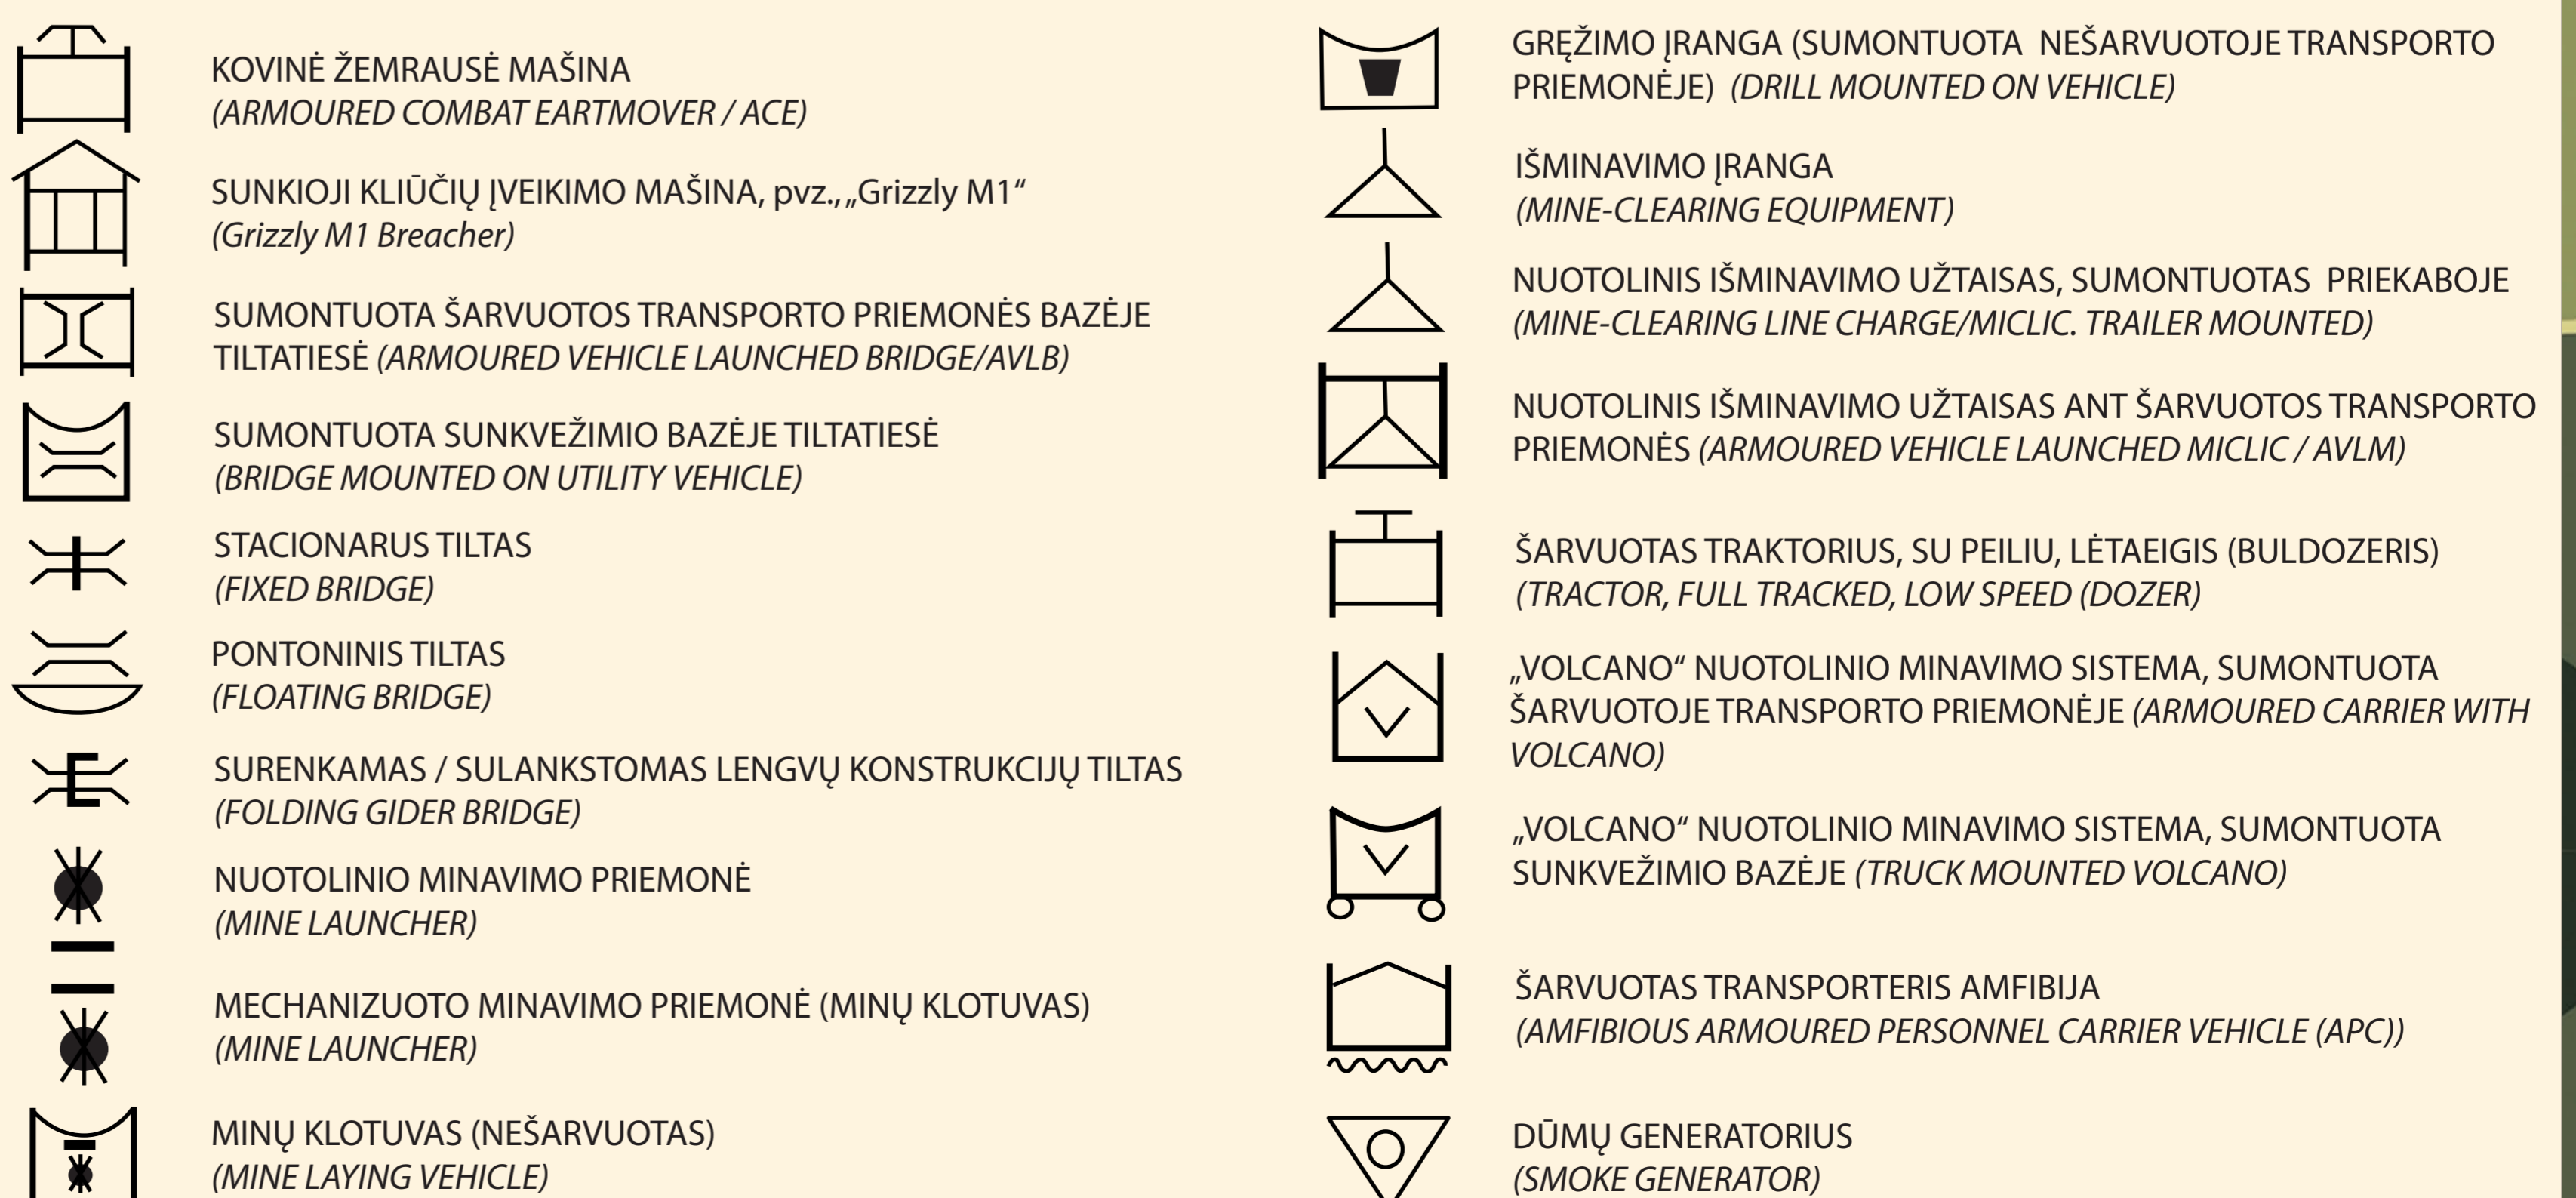 KOVINĖ ŽEMRAUSĖ MAŠINA
(ARMOURED COMBAT EARTMOVER / ACE)
SUNKIOJI KLIŪČIŲ ĮVEIKIMO MAŠINA, pvz., „Grizzly M1“
(Grizzly M1 Breacher)
SUMONTUOTA ŠARVUOTOS TRANSPORTO PRIEMONĖS BAZĖJE
TILTATIESĖ (ARMOURED VEHICLE LAUNCHED BRIDGE/AVLB)
SUMONTUOTA SUNKVEŽIMIO BAZĖJE TILTATIESĖ
(BRIDGE MOUNTED ON UTILITY VEHICLE)
STACIONARUS TILTAS
(FIXED BRIDGE)
PONTONINIS TILTAS
(FLOATING BRIDGE)
SURENKAMAS / SULANKSTOMAS LENGVŲ KONSTRUKCIJŲ TILTAS
(FOLDING GIDER BRIDGE)
NUOTOLINIO MINAVIMO PRIEMONĖ
(MINE LAUNCHER)
MECHANIZUOTO MINAVIMO PRIEMONĖ (MINŲ KLOTUVAS)
(MINE LAUNCHER)
MINŲ KLOTUVAS (NEŠARVUOTAS)
(MINE LAYING VEHICLE)
GRĘŽIMO ĮRANGA (SUMONTUOTA NEŠARVUOTOJE TRANSPORTO
PRIEMONĖJE) (DRILL MOUNTED ON VEHICLE)
IŠMINAVIMO ĮRANGA
(MINE-CLEARING EQUIPMENT)
NUOTOLINIS IŠMINAVIMO UŽTAISAS, SUMONTUOTAS PRIEKABOJE
(MINE-CLEARING LINE CHARGE/MICLIC. TRAILER MOUNTED)
NUOTOLINIS IŠMINAVIMO UŽTAISAS ANT ŠARVUOTOS TRANSPORTO
PRIEMONĖS (ARMOURED VEHICLE LAUNCHED MICLIC / AVLM)
ŠARVUOTAS TRAKTORIUS, SU PEILIU, LĖTAEIGIS (BULDOZERIS)
(TRACTOR, FULL TRACKED, LOW SPEED (DOZER)
„VOLCANO“ NUOTOLINIO MINAVIMO SISTEMA, SUMONTUOTA
ŠARVUOTOJE TRANSPORTO PRIEMONĖJE (ARMOURED CARRIER WITH
VOLCANO)
„VOLCANO“ NUOTOLINIO MINAVIMO SISTEMA, SUMONTUOTA
SUNKVEŽIMIO BAZĖJE (TRUCK MOUNTED VOLCANO)
ŠARVUOTAS TRANSPORTERIS AMFIBIJA
(AMFIBIOUS ARMOURED PERSONNEL CARRIER VEHICLE (APC))
DŪMŲ GENERATORIUS
(SMOKE GENERATOR)